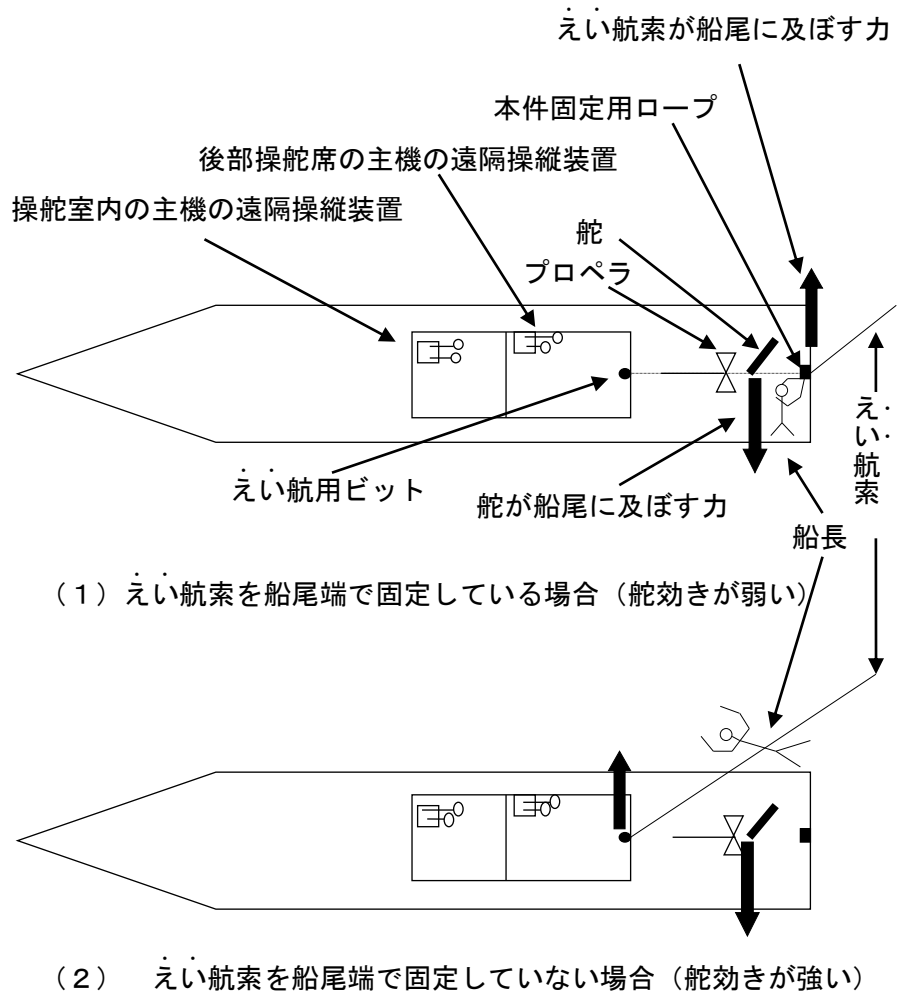 えい航索が船尾に及ぼす力
本件固定用ロープ
後部操舵席の主機の遠隔操縦装置
操舵室内の主機の遠隔操縦装置
舵
プロペラ
えい航索
えい航用ビット
舵が船尾に及ぼす力
船長
（１）えい航索を船尾端で固定している場合（舵効きが弱い）
（２）　えい航索を船尾端で固定していない場合（舵効きが強い）